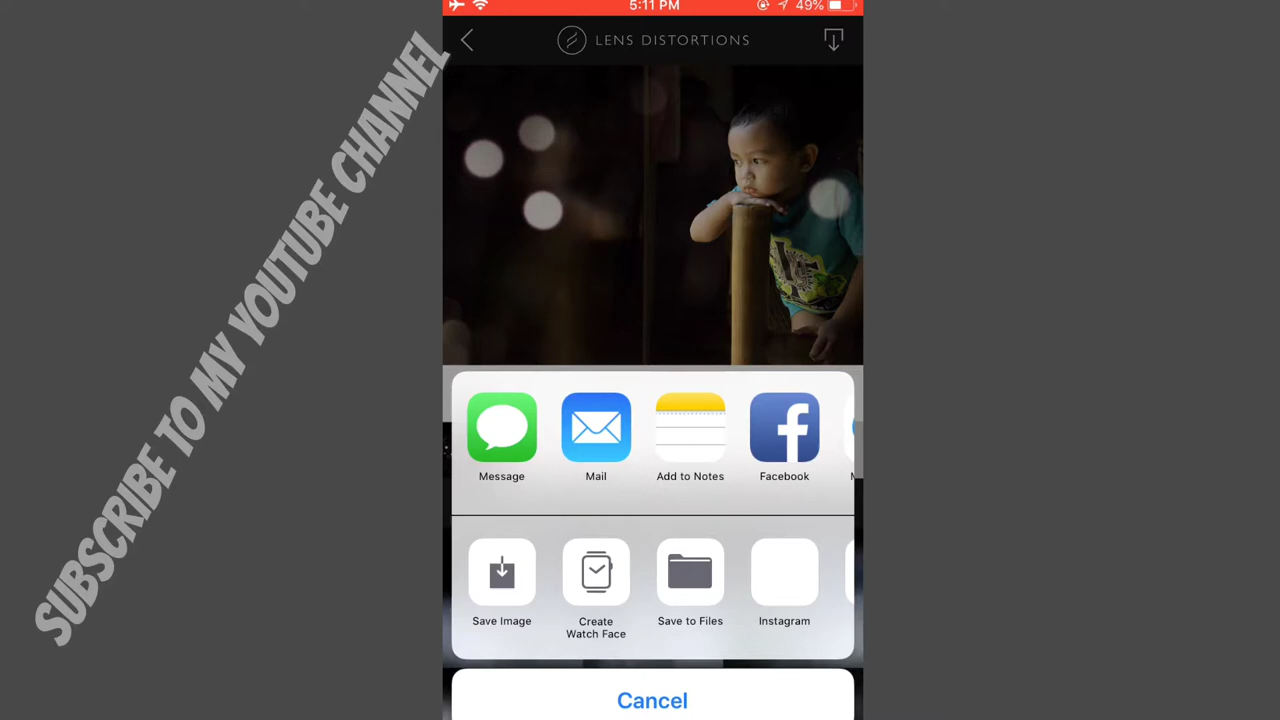 5:11 PM
49%
LENS DISTORTIONS
SUBSCRIBE TO MY YOUTUBE CHANNEL
Message
Mail
Add to Notes
Facebook
Save Image
Create
Watch Face
Save to Files
Instagram
Cancel